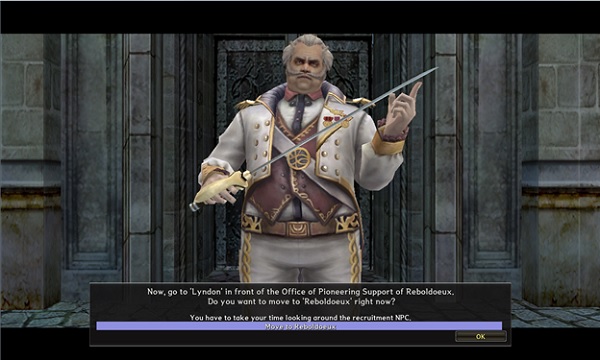 Now, go to 'Lyndon' in front of the Office of Pioneering Support of Reboldoeux.
Do you want to move to 'Reboldoeux' right now?
You have to take your time looking around the recruitment NPC.
Move to Reboldoeux
OK